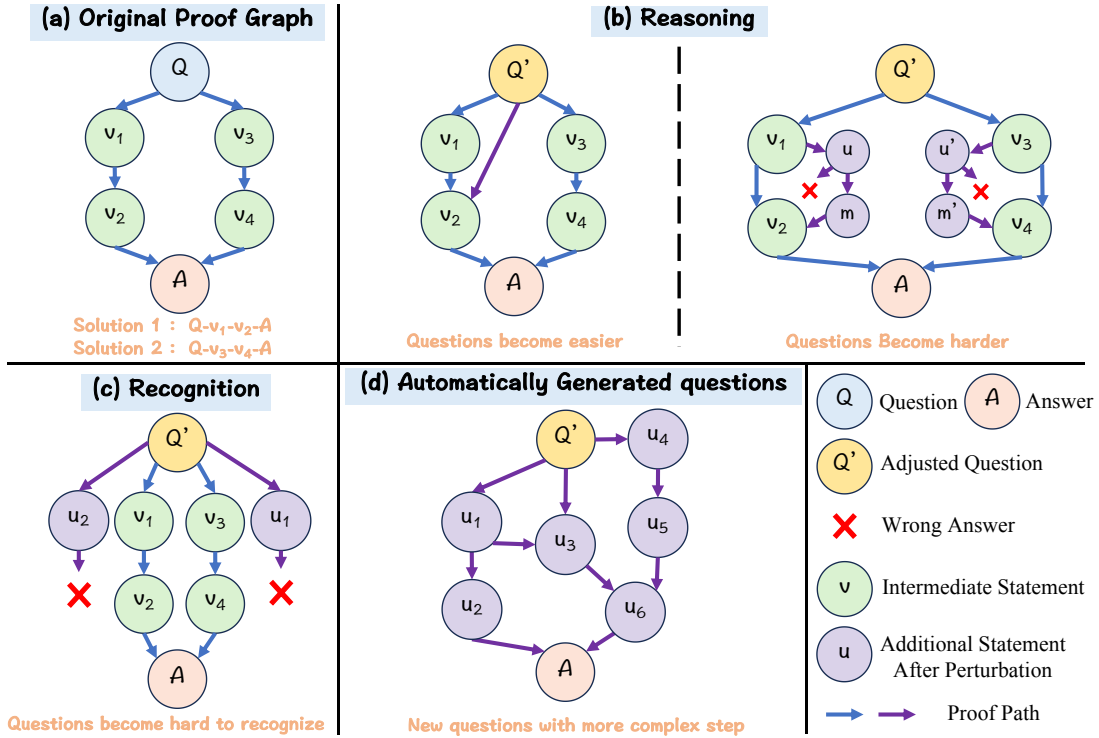 (a) Original Proof Graph
Q
v₁
v₃
v₂
v₄
A
Solution 1 : Q-v₁-v₂-A
Solution 2 : Q-v₃-v₄-A
(b) Reasoning
Q'
v₁
v₃
v₂
v₄
A
Questions become easier
Q'
v₁
u
u'
v₃
v₂
m
m'
v₄
A
Questions Become harder
(c) Recognition
Q'
u₂
v₁
v₃
u₁
v₂
v₄
A
Questions become hard to recognize
(d) Automatically Generated questions
Q'
u₄
u₁
u₃
u₅
u₂
u₆
A
New questions with more complex step
Q Question A Answer
Q' Adjusted Question
Wrong Answer
v Intermediate Statement
u Additional Statement
After Perturbation
Proof Path